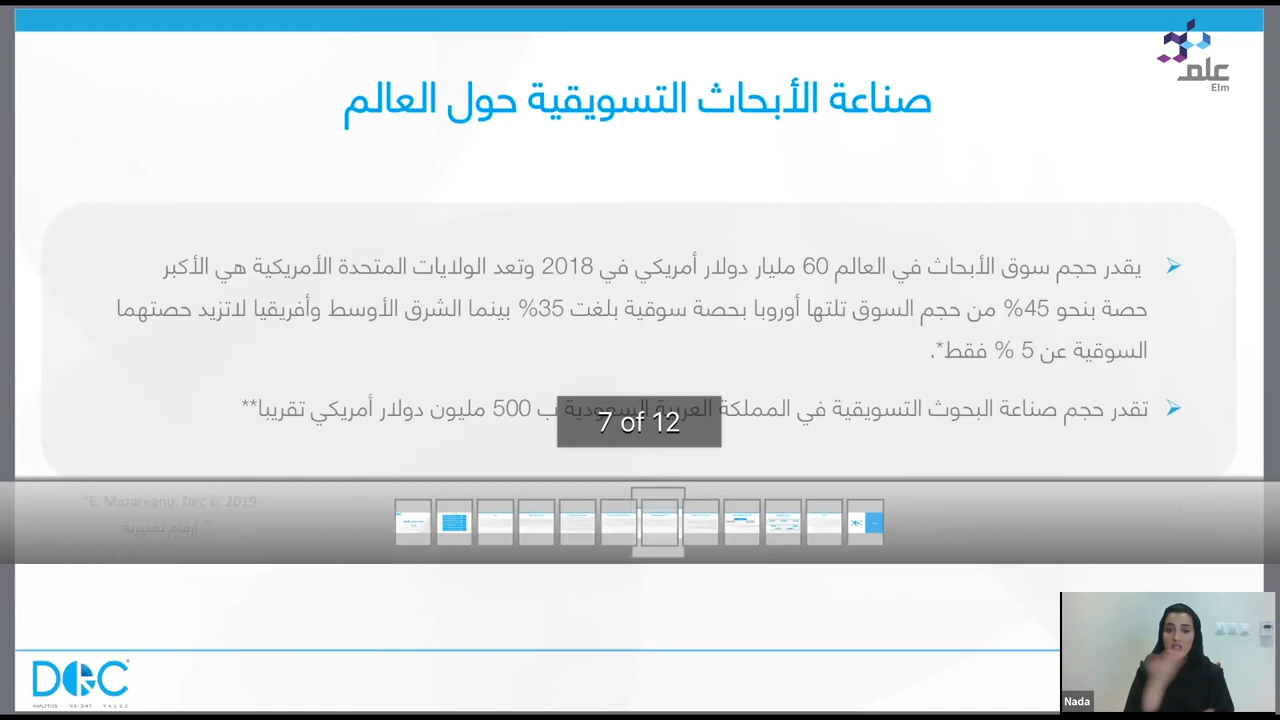 علم
Elm
صناعة الأبحاث التسويقية حول العالم
يقدر حجم سوق الأبحاث في العالم 60 مليار دولار أمريكي في 2018 وتعد الولايات المتحدة الأمريكية هي الأكبر
حصة بنحو 45% من حجم السوق تلتها أوروبا بحصة سوقية بلغت 35% بينما الشرق الأوسط وأفريقيا لاتزيد حصتهما
السوقية عن 5 % فقط*.
تقدر حجم صناعة البحوث التسويقية في المملكة العربية السعودية ب 500 مليون دولار أمريكي تقريبا**
7 of 12
*E. Mazareanu, Dec 6, 2019
** أرقام تقديرية
DOC
ANALYTICS · INSIGHT · VALUE
Nada